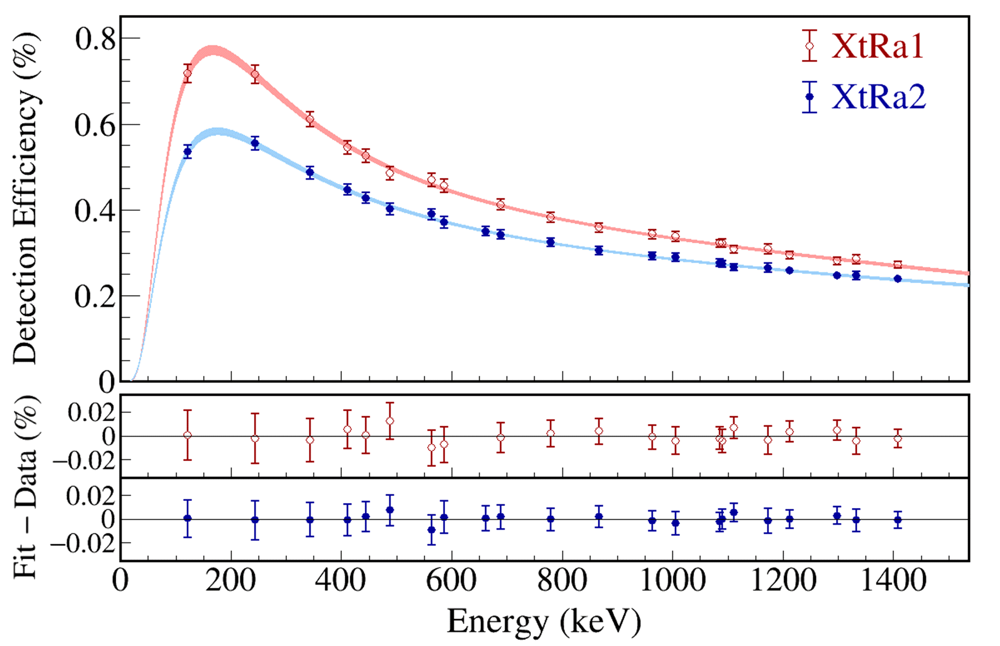 Detection Efficiency (%)
0.8
0.6
0.4
0.2
0
XtRa1
XtRa2
Fit − Data (%)
0.02
0
−0.02
0.02
0
−0.02
0 200 400 600 800 1000 1200 1400
Energy (keV)